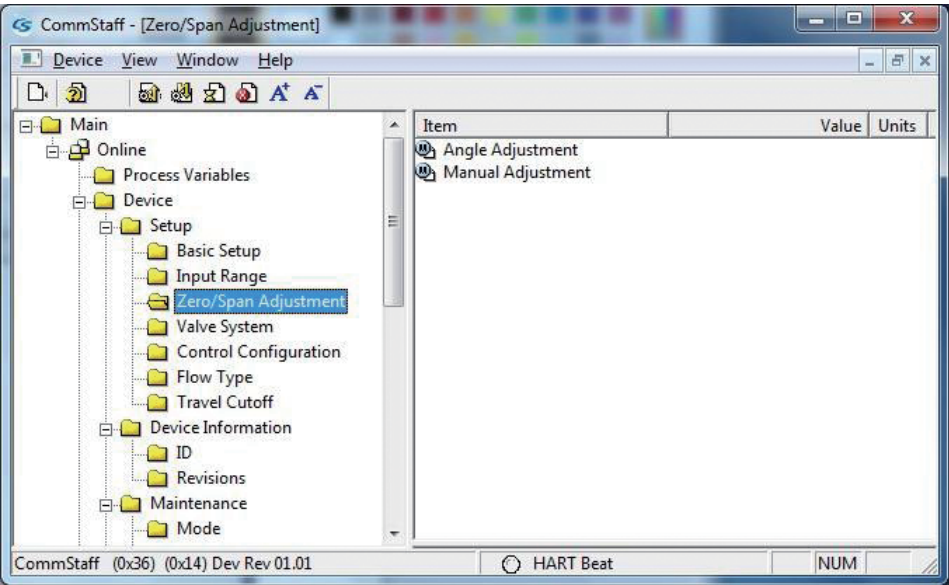 CommStaff - [Zero/Span Adjustment]
Device View Window Help
Main
Online
Process Variables
Device
Setup
Basic Setup
Input Range
Zero/Span Adjustment
Valve System
Control Configuration
Flow Type
Travel Cutoff
Device Information
ID
Revisions
Maintenance
Mode
Item Value Units
Angle Adjustment
Manual Adjustment
CommStaff (0x36) (0x14) Dev Rev 01.01 HART Beat NUM